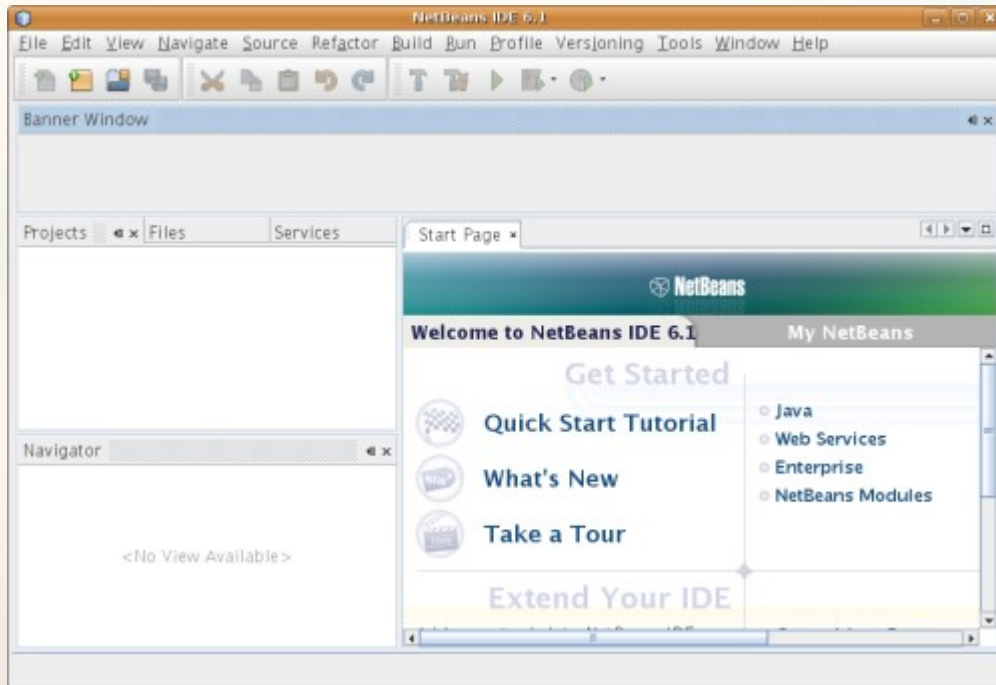 NetBeans IDE 6.1
File Edit View Navigate Source Refactor Build Run Profile Versioning Tools Window Help
Banner Window
Projects Files Services
Start Page
NetBeans
Welcome to NetBeans IDE 6.1 My NetBeans
Get Started
Quick Start Tutorial
What's New
Take a Tour
Java
Web Services
Enterprise
NetBeans Modules
Extend Your IDE
Navigator
<No View Available>